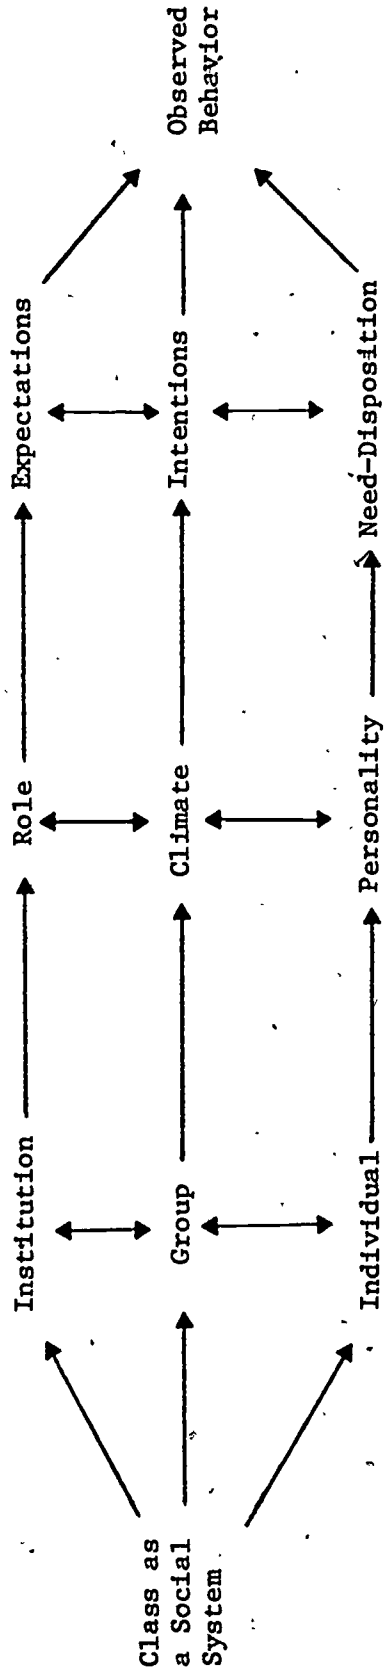 Class as
a Social
System
Institution
Role
Expectations
Group
Climate
Intentions
Observed
Behavior
Individual
Personality
Need-Disposition